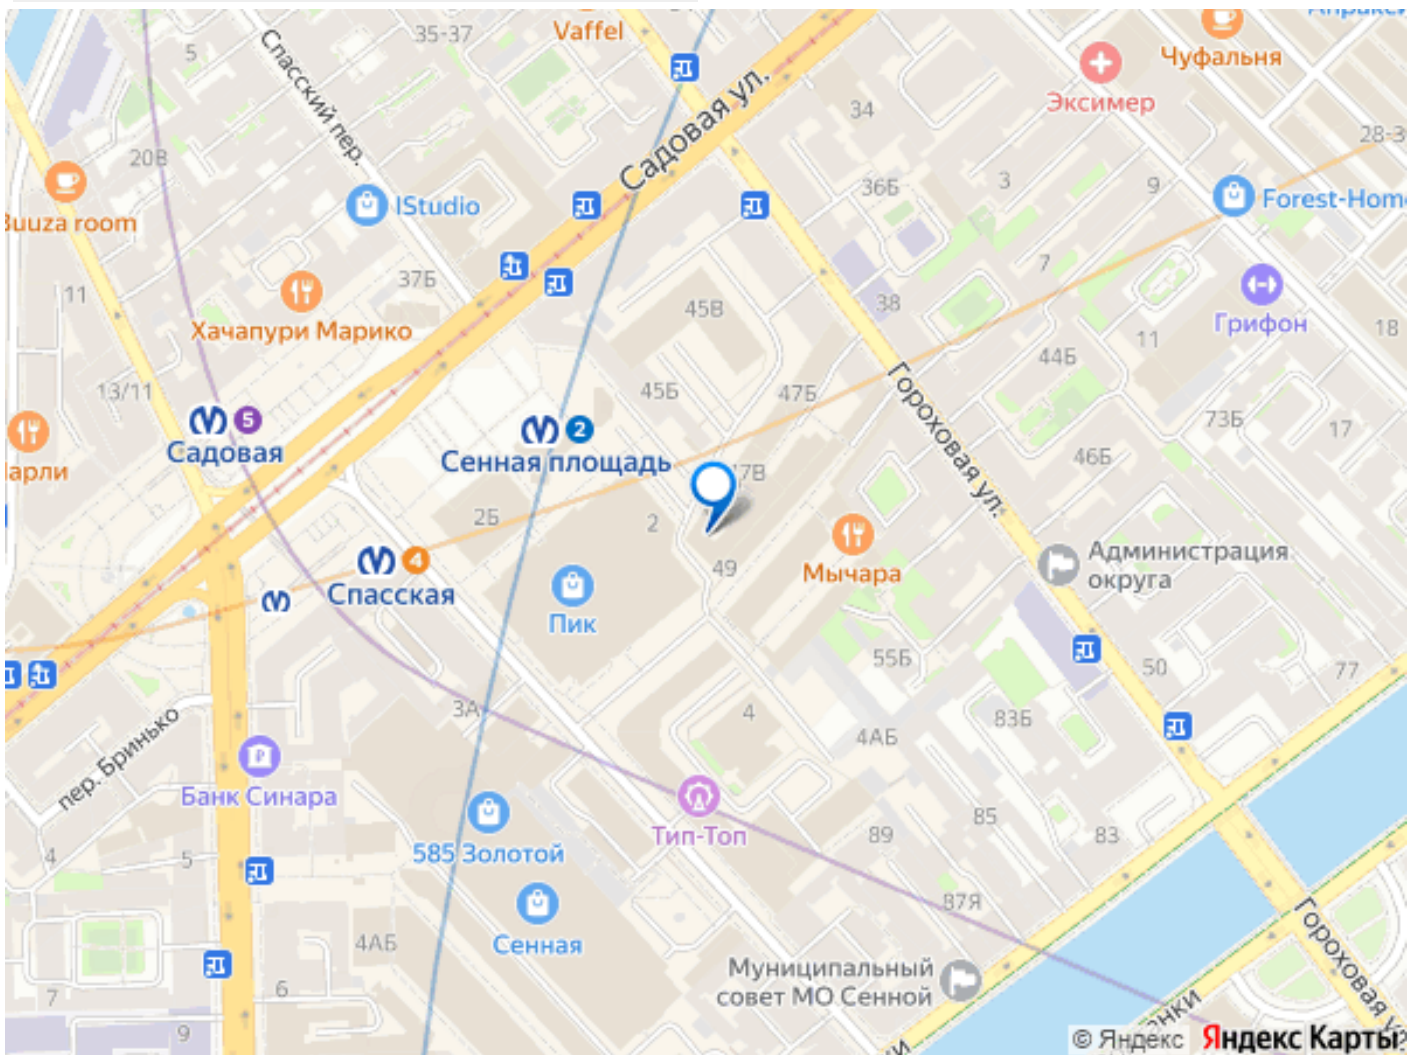 35-37
Vaffel
Чуфальня
5
Спасский пер.
Садовая ул.
Эксимер
34
28-3
20В
36Б
3
9
IStudio
Forest-Home
Buuza room
37Б
7
11
45В
38
Хачапури Марико
Грифон
11
18
44Б
13/11
45Б
47Б
Гороховая ул.
73Б
17
5
2
Садовая
Сенная площадь
46Б
арли
47В
2Б
2
4
Спасская
49
Мычара
Администрация
округа
Пик
55Б
50
77
3А
4
83Б
4АБ
пер. Бринько
Банк Синара
Тип-Топ
85
89
83
585 Золотой
4
5
87Я
Сенная
4АБ
Гороховая у
Муниципальный
совет МО Сенной
7
6
9
© Яндекс Яндекс Карты